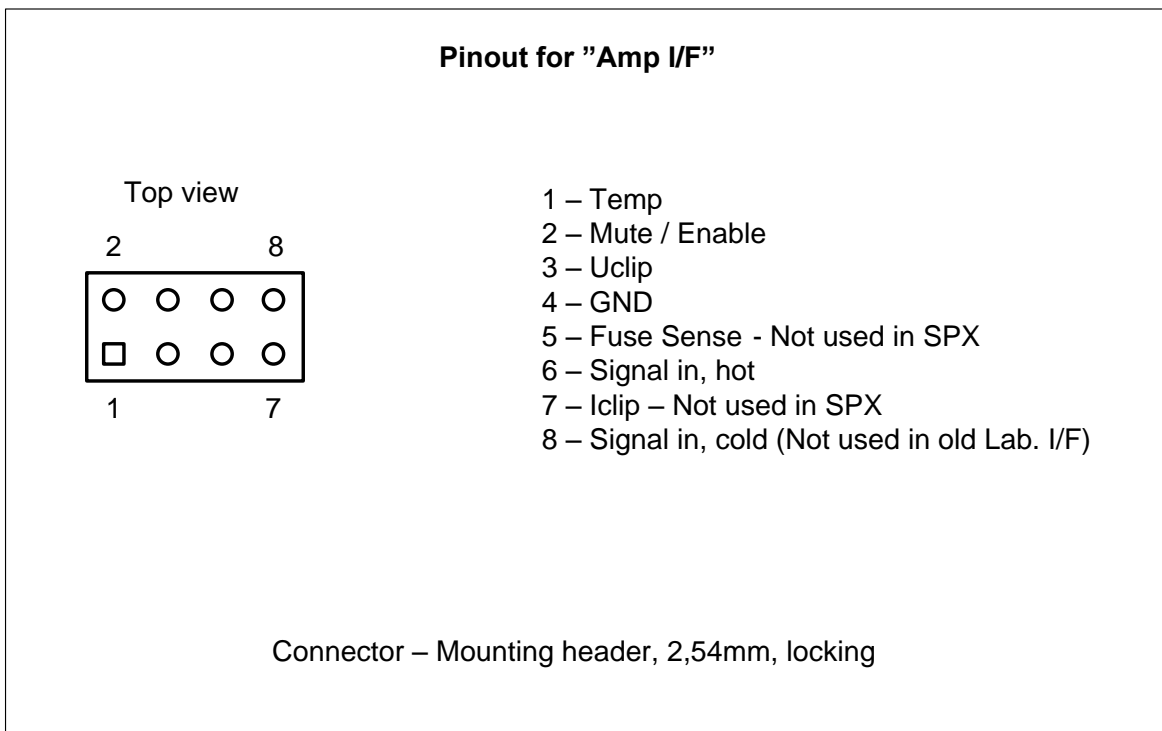 Pinout for ”Amp I/F”
Top view
2 8
1 7
1 – Temp
2 – Mute / Enable
3 – Uclip
4 – GND
5 – Fuse Sense - Not used in SPX
6 – Signal in, hot
7 – Iclip – Not used in SPX
8 – Signal in, cold (Not used in old Lab. I/F)
Connector – Mounting header, 2,54mm, locking